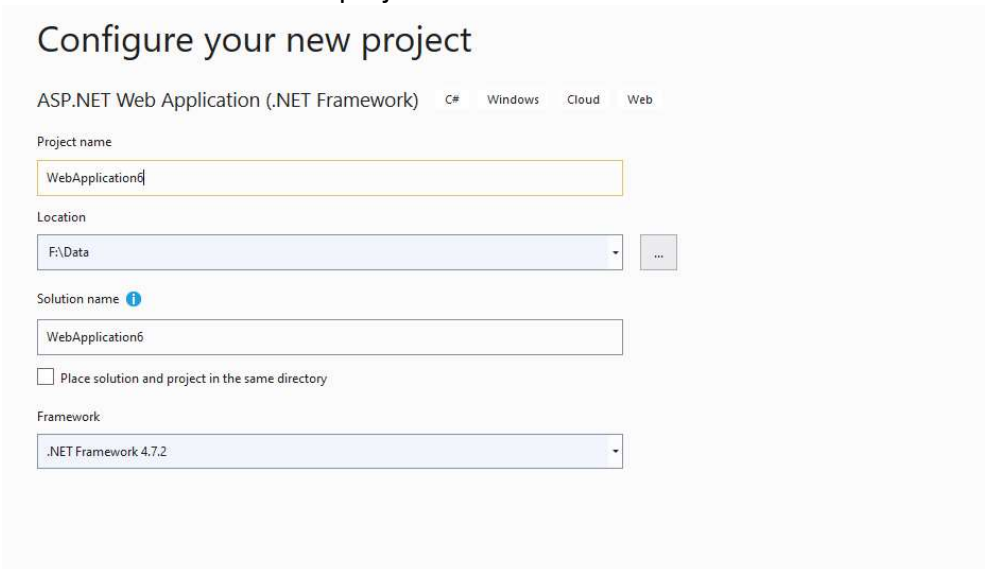 Configure your new project
ASP.NET Web Application (.NET Framework) C# Windows Cloud Web
Project name
WebApplication6
Location
F:\Data
...
Solution name
WebApplication6
Place solution and project in the same directory
Framework
.NET Framework 4.7.2